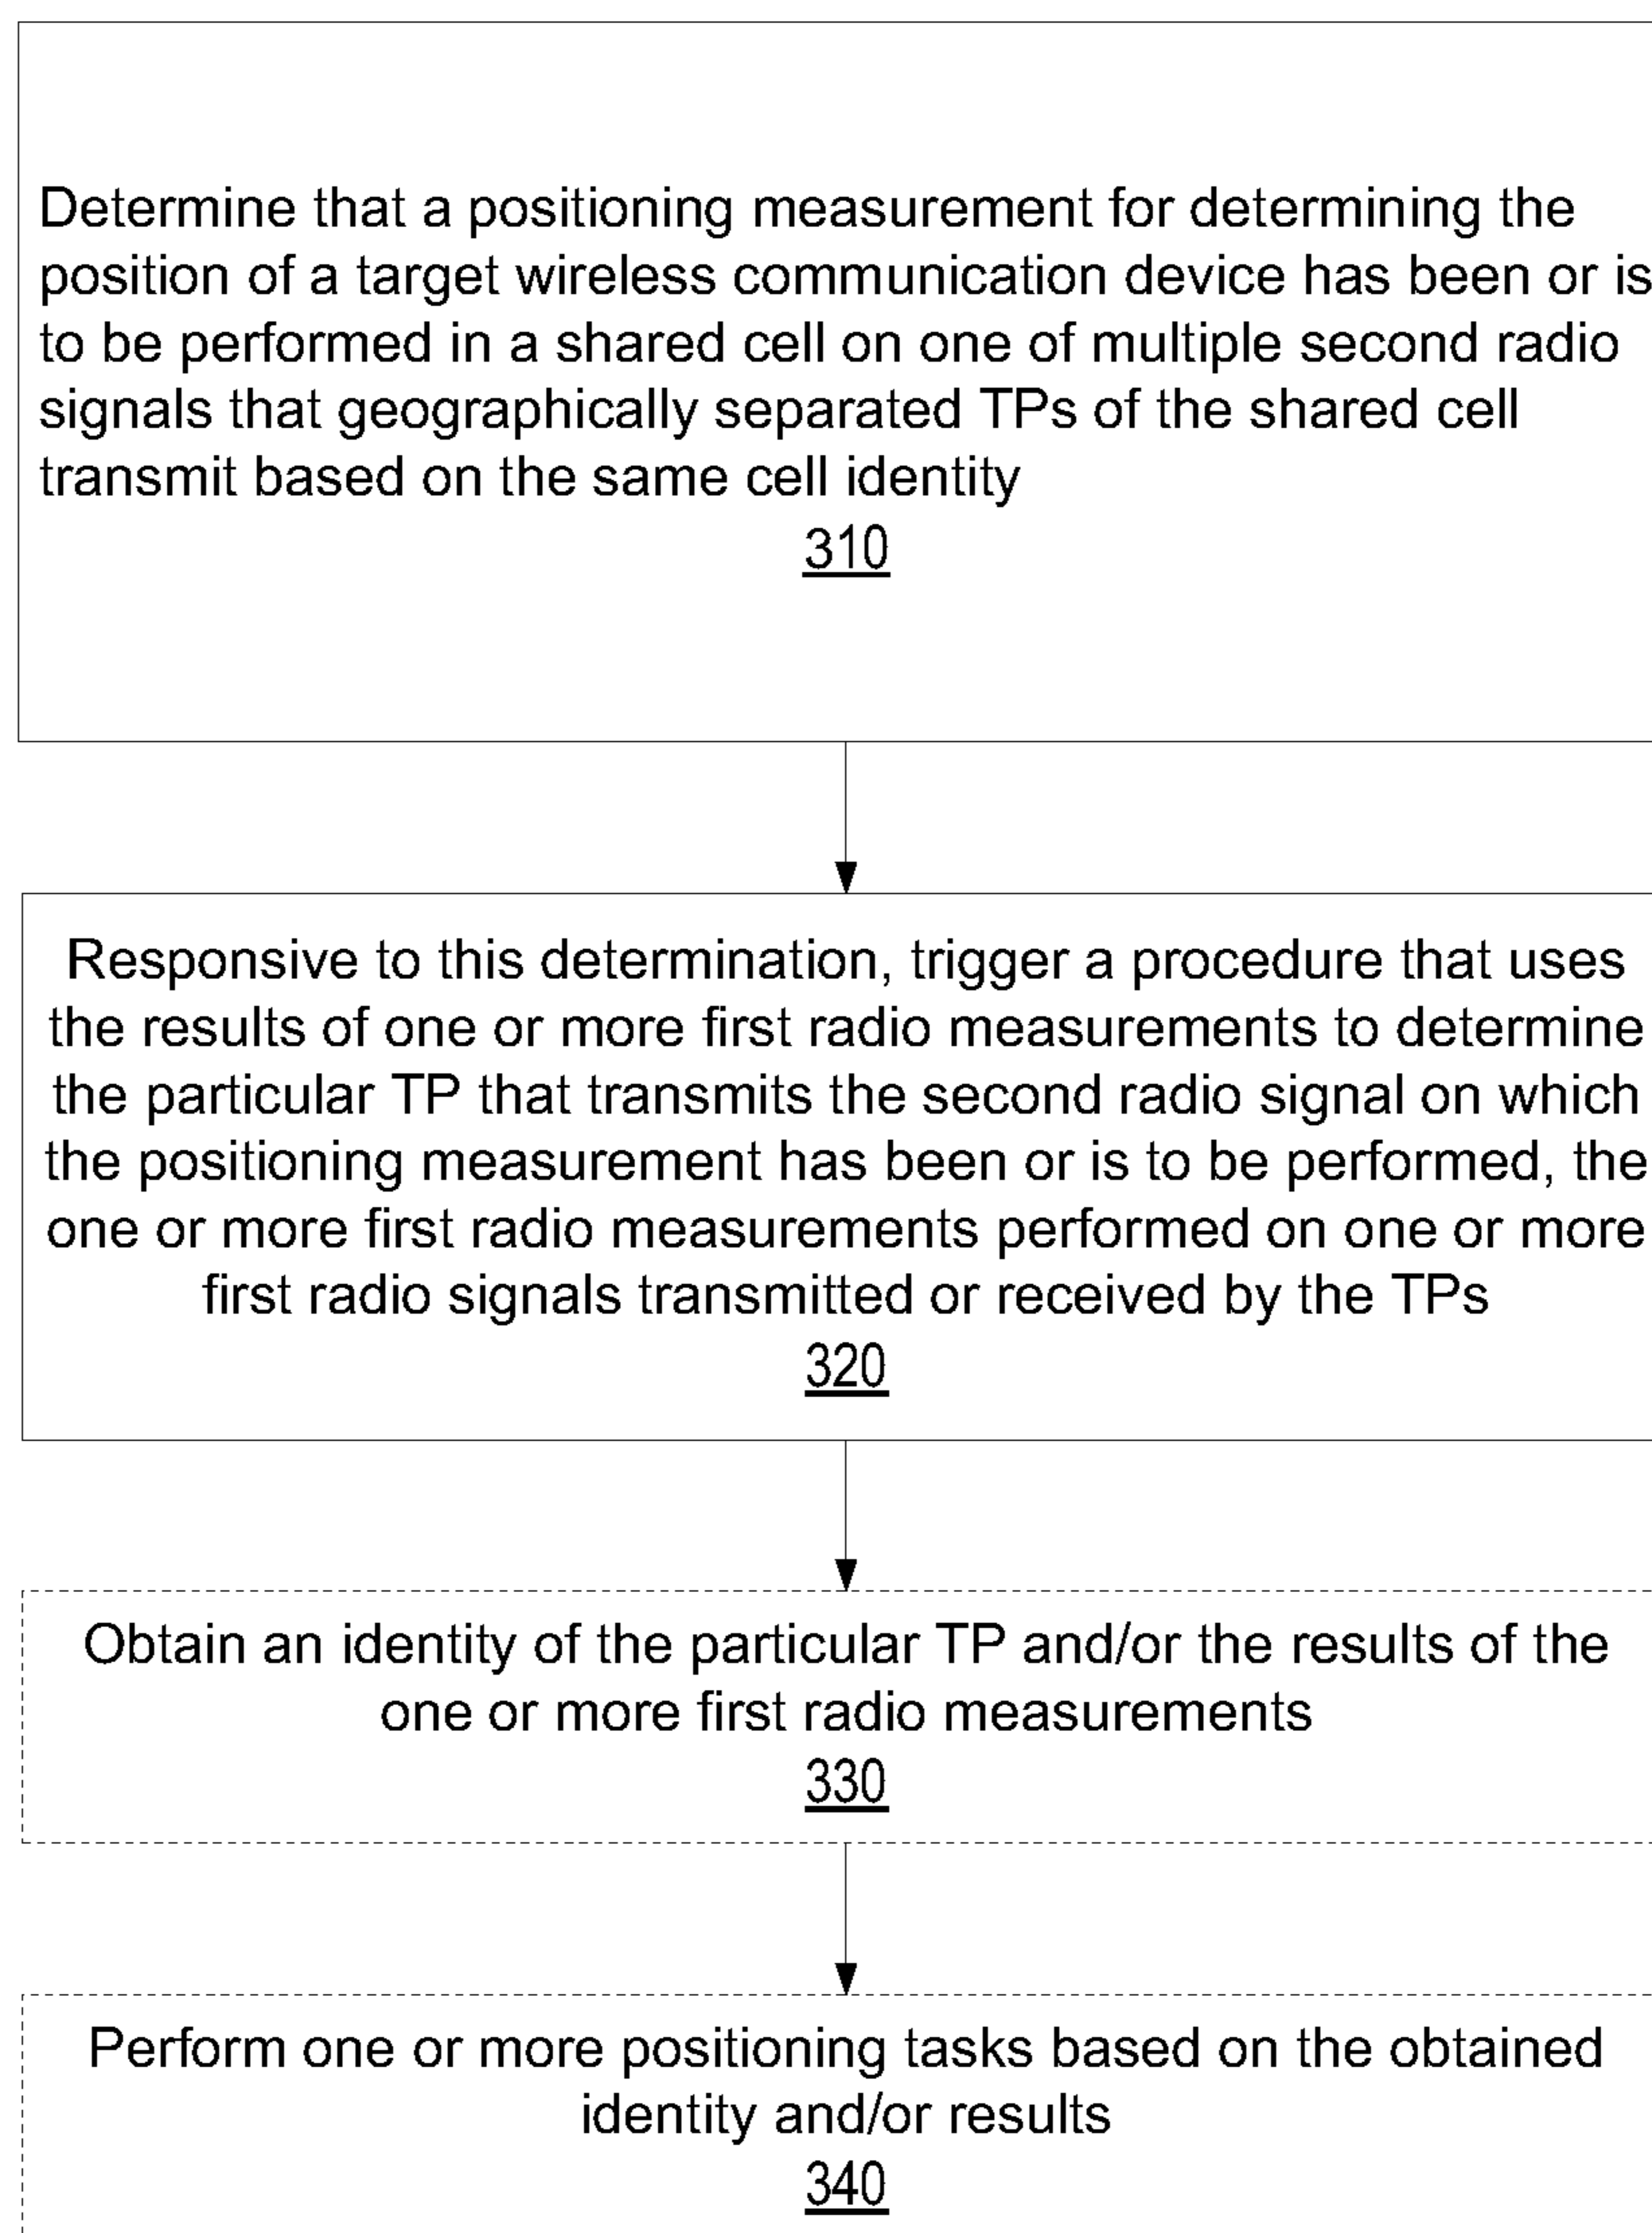 Determine that a positioning measurement for determining the
position of a target wireless communication device has been or is
to be performed in a shared cell on one of multiple second radio
signals that geographically separated TPs of the shared cell
transmit based on the same cell identity
310
Responsive to this determination, trigger a procedure that uses
the results of one or more first radio measurements to determine
the particular TP that transmits the second radio signal on which
the positioning measurement has been or is to be performed, the
one or more first radio measurements performed on one or more
first radio signals transmitted or received by the TPs
320
Obtain an identity of the particular TP and/or the results of the
one or more first radio measurements
330
Perform one or more positioning tasks based on the obtained
identity and/or results
340